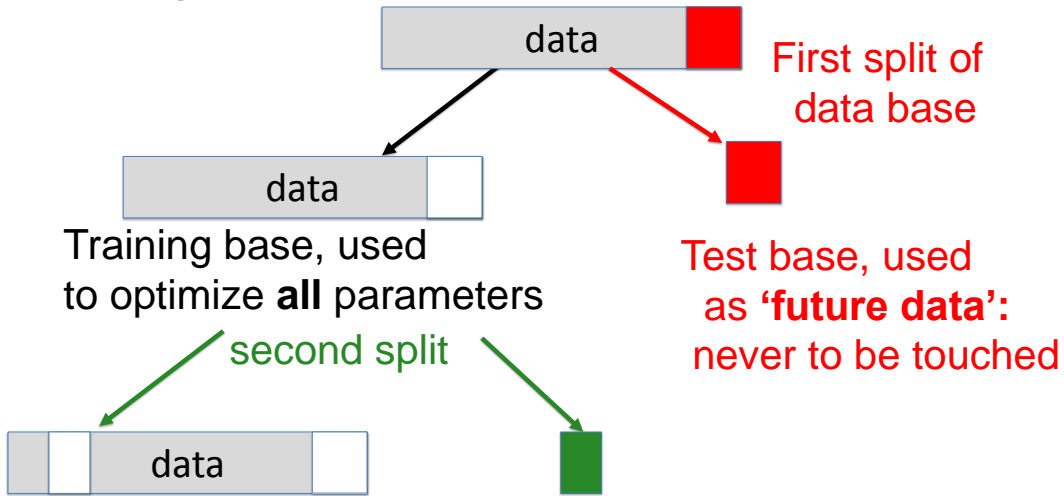 data
First split of
data base
data
Training base, used
to optimize all parameters
Test base, used
as ‘future data’:
never to be touched
second split
data